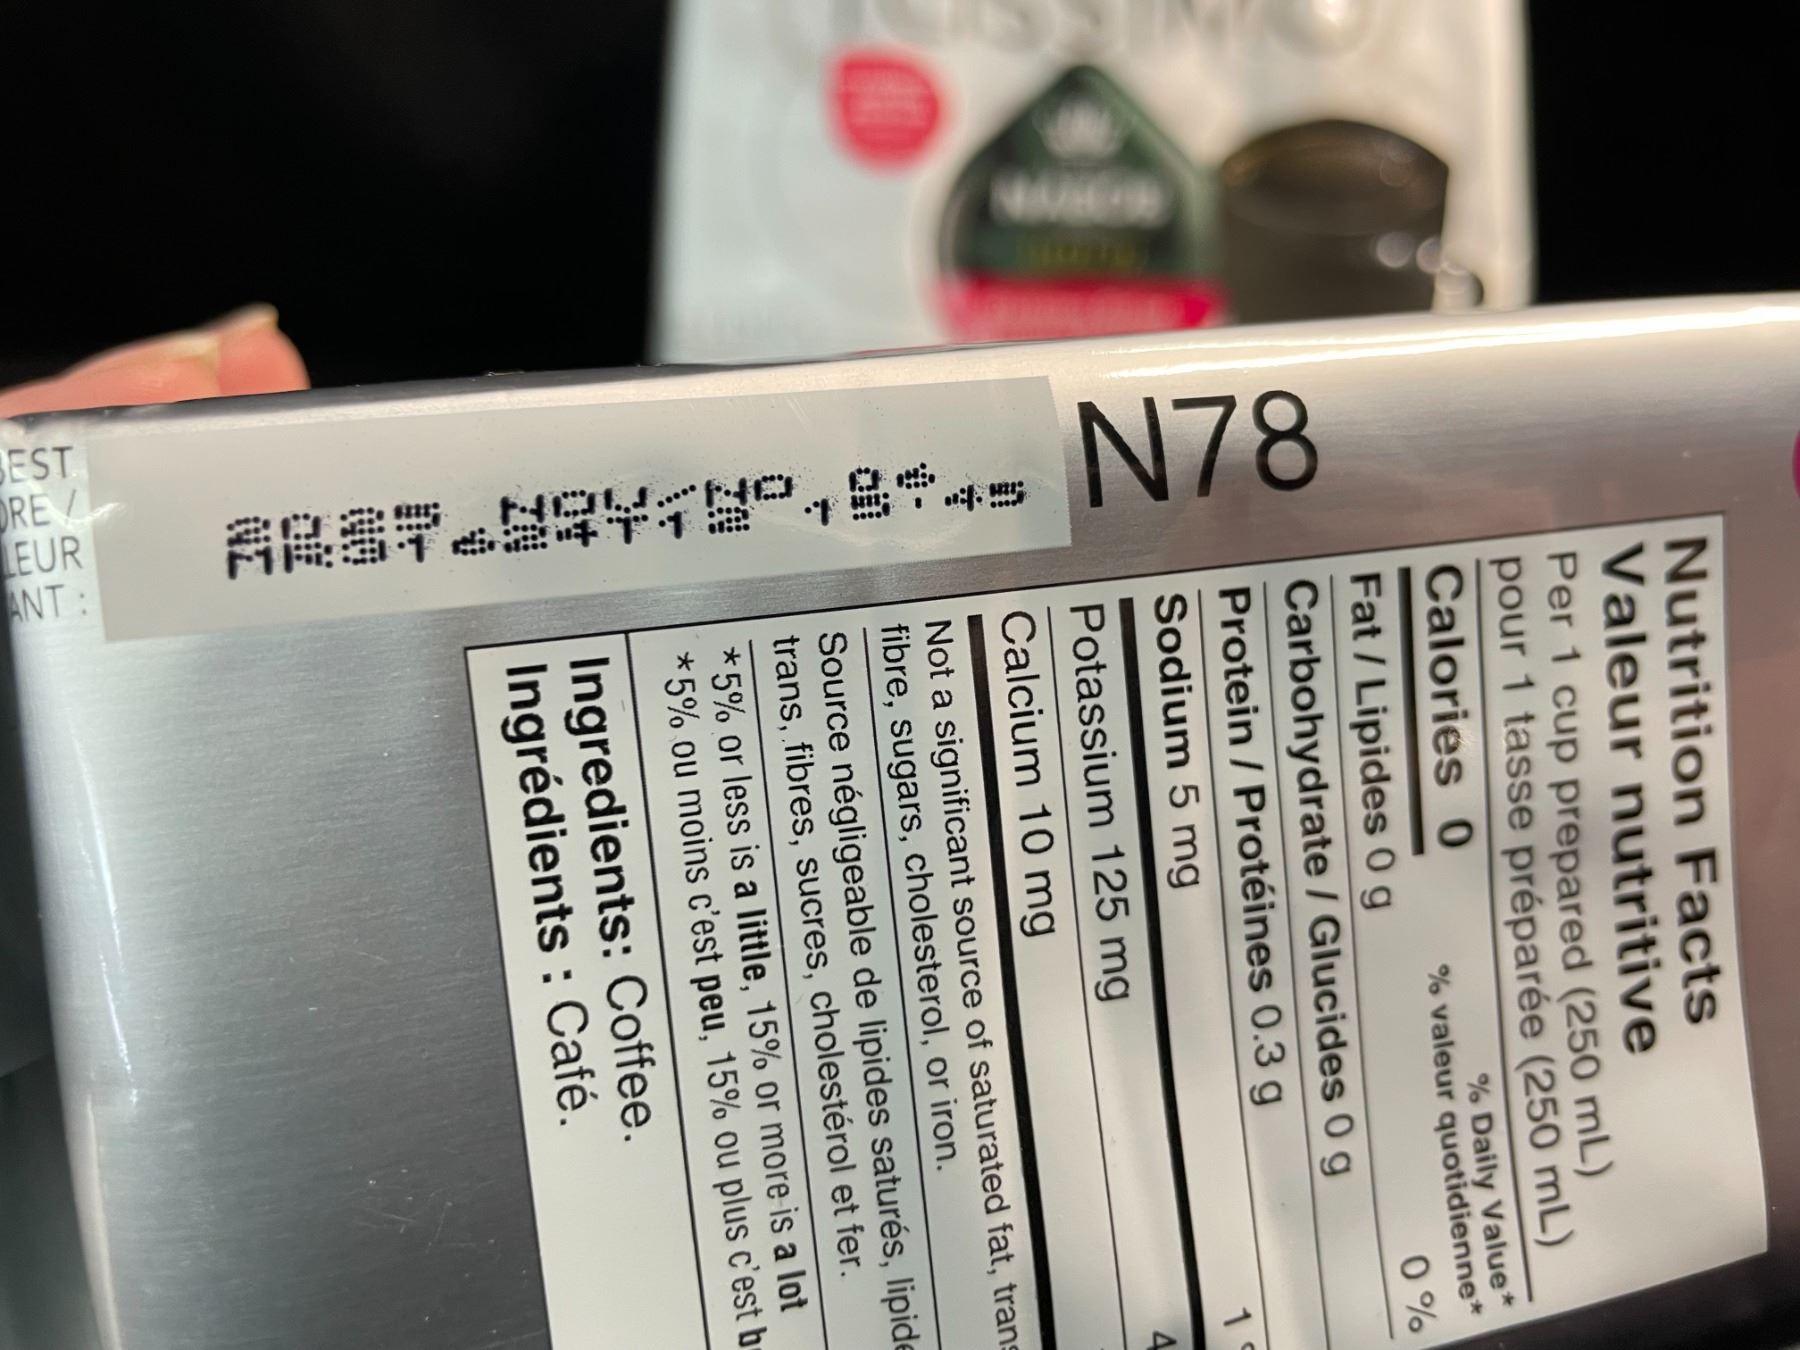 TASSIMO
NABOB
BEST
ORE /
LEUR
ANT :
N78
Nutrition Facts
Valeur nutritive
Per 1 cup prepared (250 mL)
pour 1 tasse préparée (250 mL)
% Daily Value*
Calories 0
% valeur quotidienne*
Fat / Lipides 0 g
0 %
Carbohydrate / Glucides 0 g
Protein / Protéines 0.3 g
Sodium 5 mg
1
Potassium 125 mg
4
Calcium 10 mg
Not a significant source of saturated fat, trans
fibre, sugars, cholesterol, or iron.
Source négligeable de lipides saturés, lipide
trans, fibres, sucres, cholestérol et fer.
*5% or less is a little, 15% or more is a lot
*5% ou moins c'est peu, 15% ou plus c'est b
Ingredients: Coffee.
Ingrédients : Café.